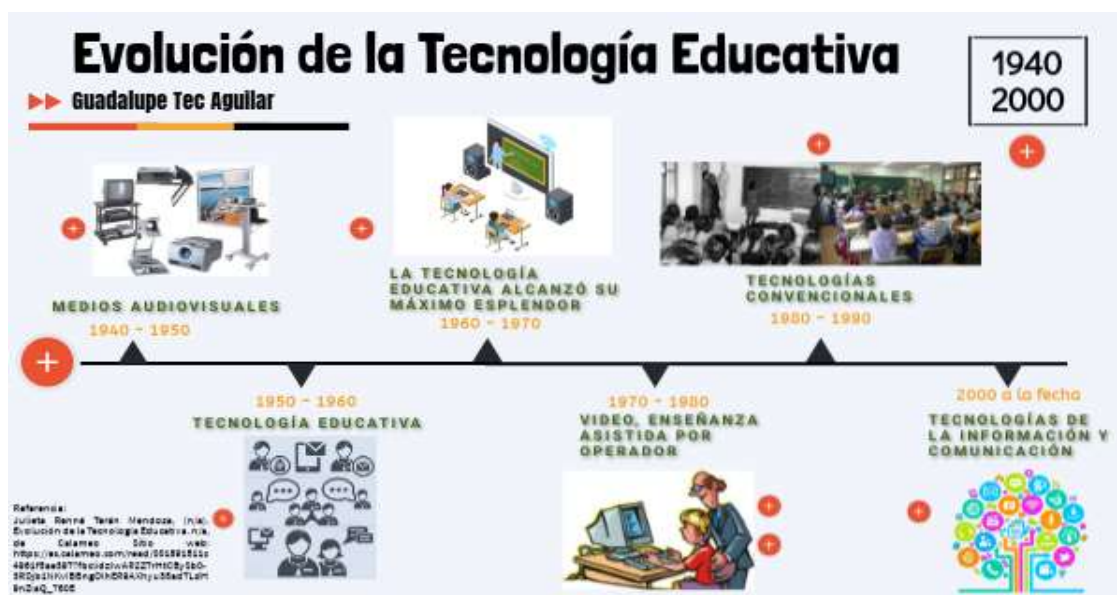 Evolución de la Tecnología Educativa
1940
2000
Guadalupe Tec Aguilar
MEDIOS AUDIOVISUALES
1940 - 1950
LA TECNOLOGÍA
EDUCATIVA ALCANZÓ SU
MÁXIMO ESPLENDOR
1960 - 1970
TECNOLOGÍAS
CONVENCIONALES
1980 - 1990
1950 - 1960
TECNOLOGÍA EDUCATIVA
1970 - 1980
VIDEO, ENSEÑANZA
ASISTIDA POR
OPERADOR
2000 a la fecha
TECNOLOGÍAS DE
LA INFORMACIÓN Y
COMUNICACIÓN
Referencia:
Julieta Renné Terán Mendoza, (n/a).
Evolución de la Tecnología Educativa. n/a,
de Calameo Sitio web: